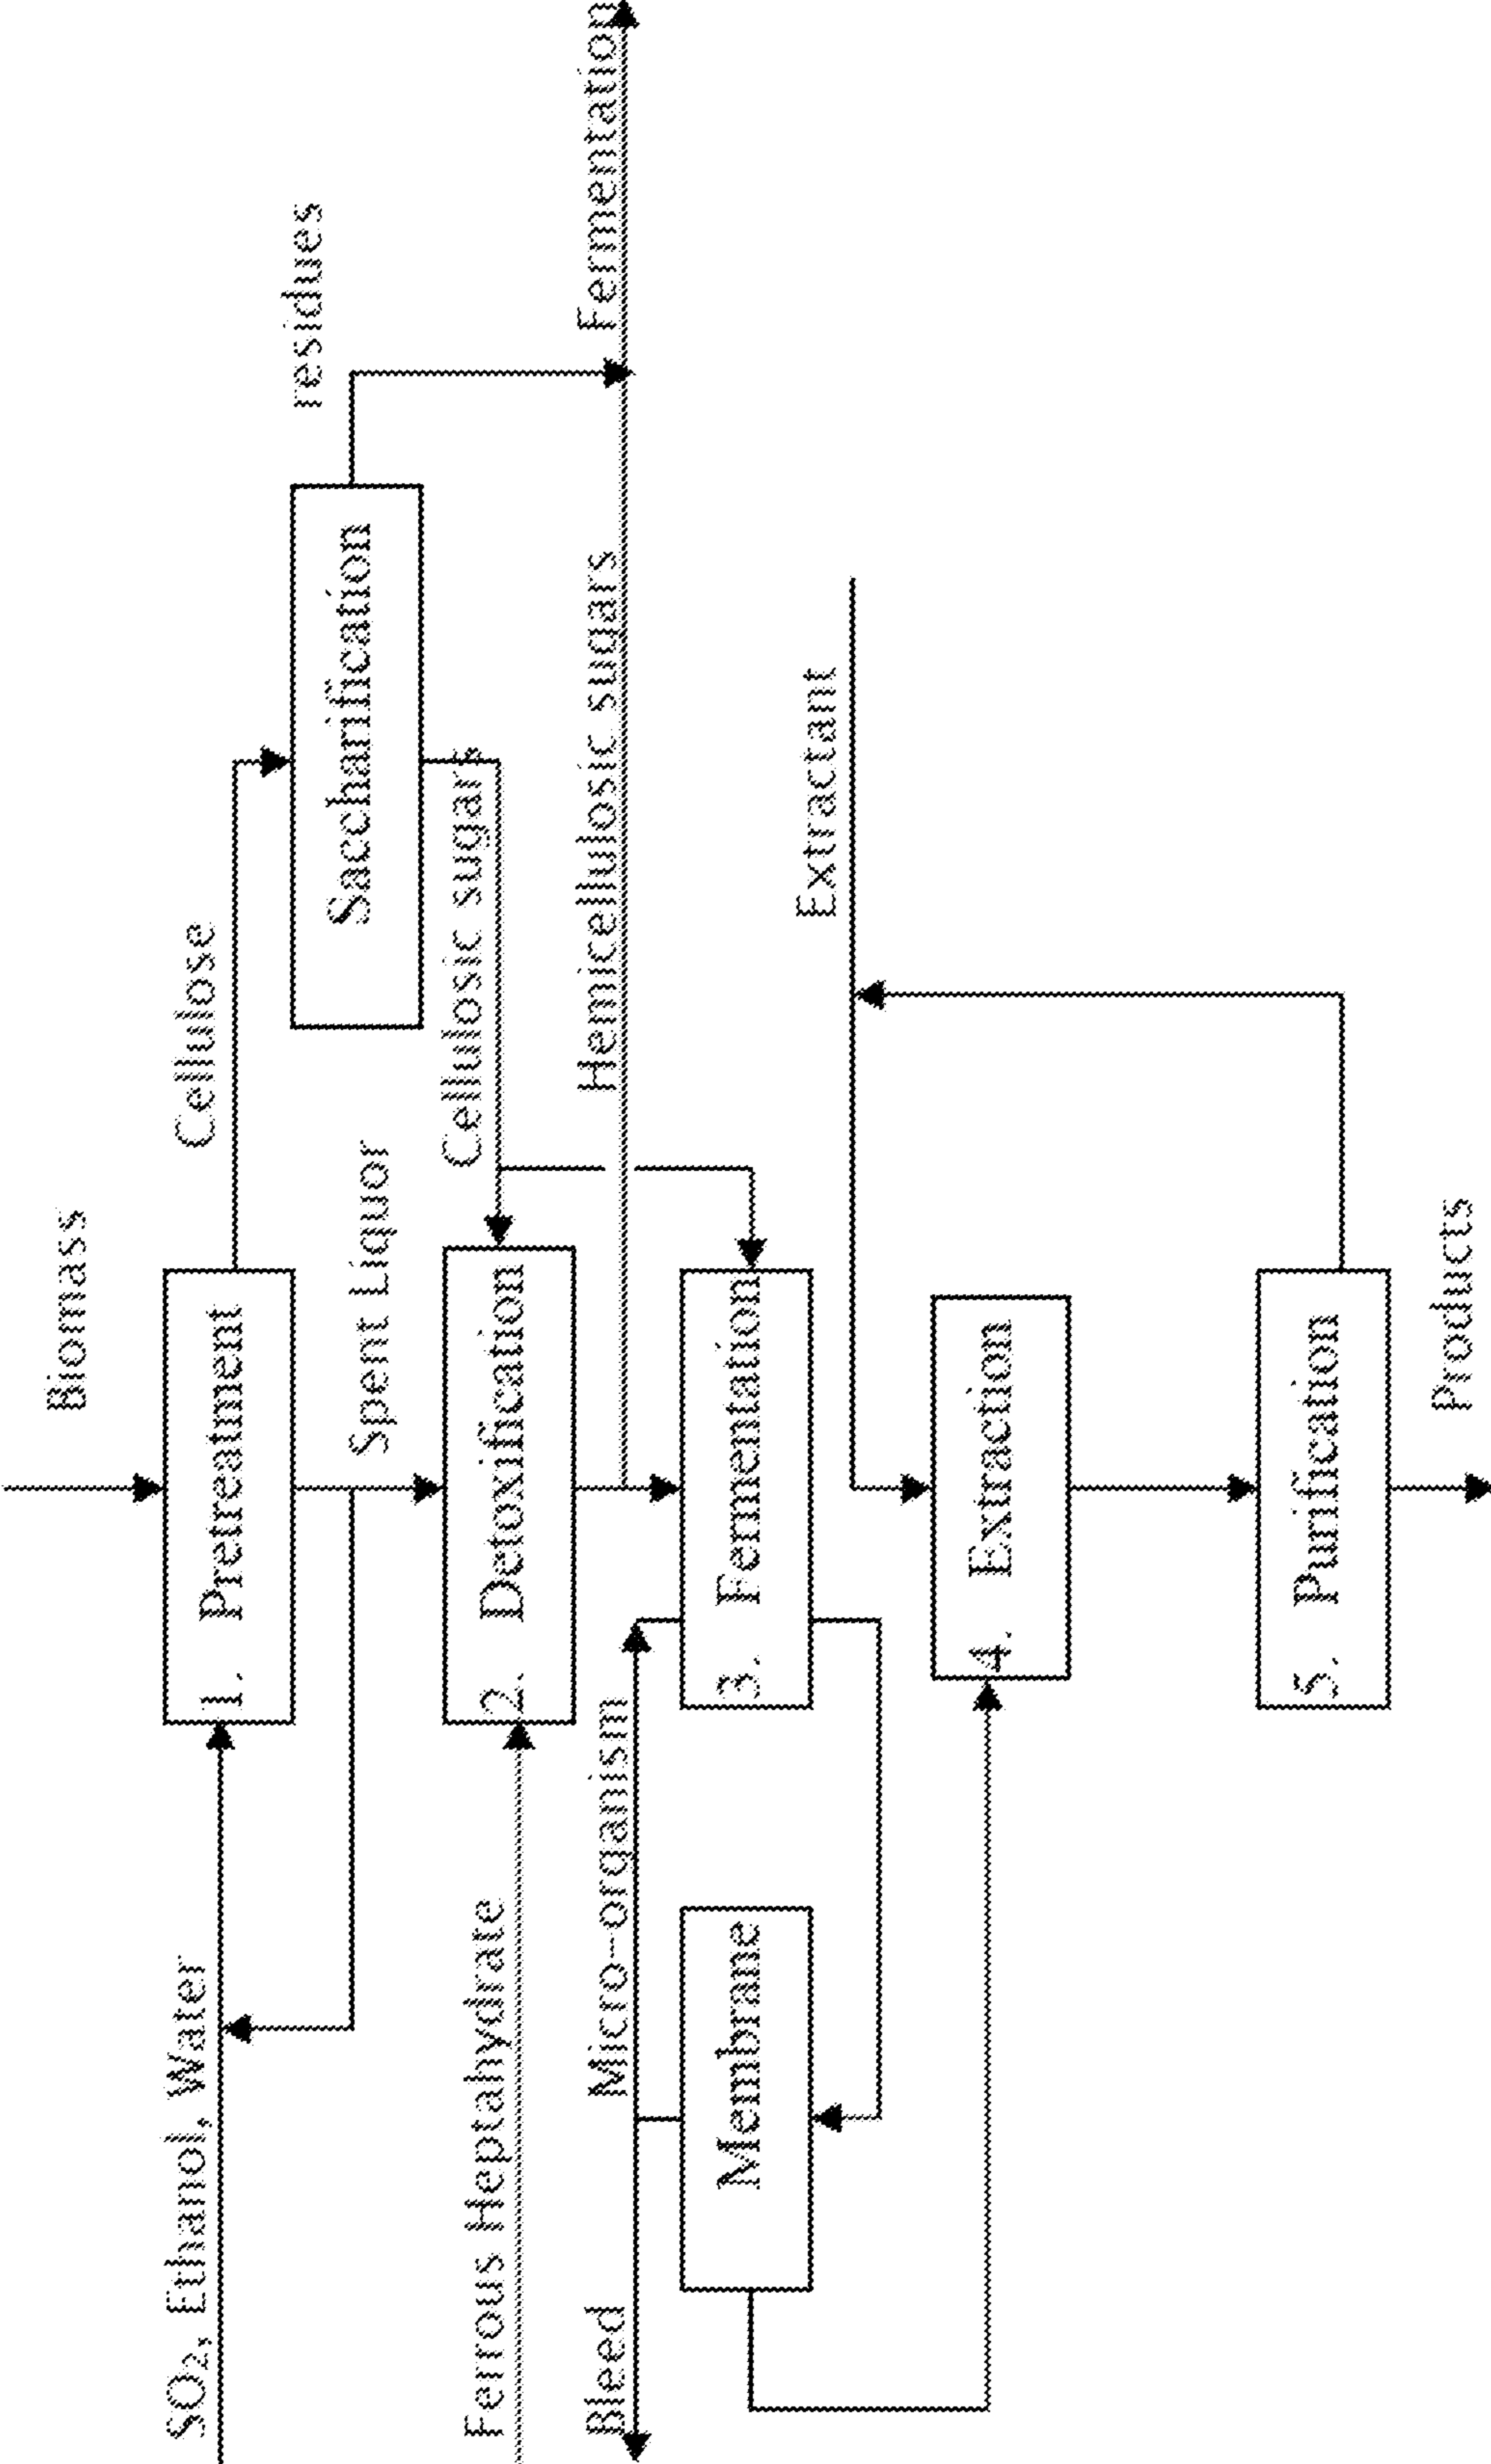 Biomass
SO₂, Ethanol, Water
1. Pretreatment
Cellulose
residues
Spent Liquor
Saccharification
Ferrous Heptahydrate
2. Detoxification
Cellulosic sugars
Bleed
Micro-organism
Hemicellulosic sugars
Fermentation
Membrane
3. Fermentation
Extractant
4. Extraction
5. Purification
Products